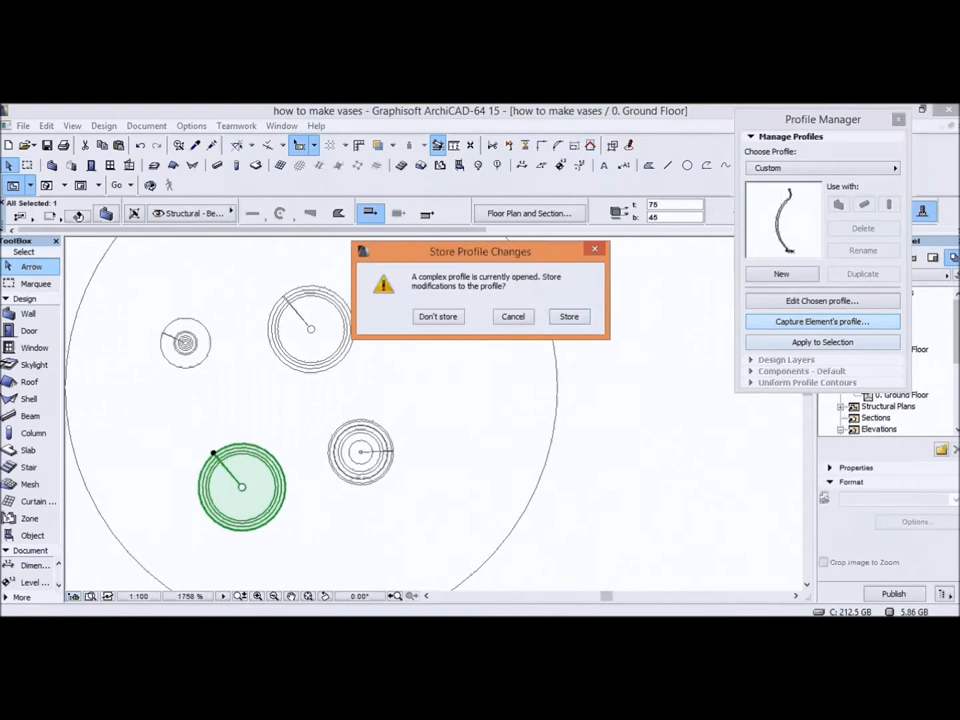 how to make vases - Graphisoft ArchiCAD-64 15 - [how to make vases / 0. Ground Floor]
File Edit View Design Document Options Teamwork Window Help
Go
All Selected: 1
Structural - Be...
Floor Plan and Section...
t: 75
b: 45
ToolBox
Select
Arrow
Marquee
Design
Wall
Door
Window
Skylight
Roof
Shell
Beam
Column
Slab
Stair
Mesh
Curtain ...
Zone
Object
Document
Dimen...
Level ...
More
Store Profile Changes
A complex profile is currently opened. Store
modifications to the profile?
Don't store Cancel Store
Profile Manager
Manage Profiles
Choose Profile:
Custom
Use with:
Delete
Rename
New Duplicate
Edit Chosen profile...
Capture Element's profile...
Apply to Selection
Design Layers
Components - Default
Uniform Profile Contours
0. Ground Floor
Structural Plans
Sections
Elevations
Properties
Format
Options...
Crop image to Zoom
Publish
1:100 1758 % 0.00°
C: 212.5 GB 5.86 GB